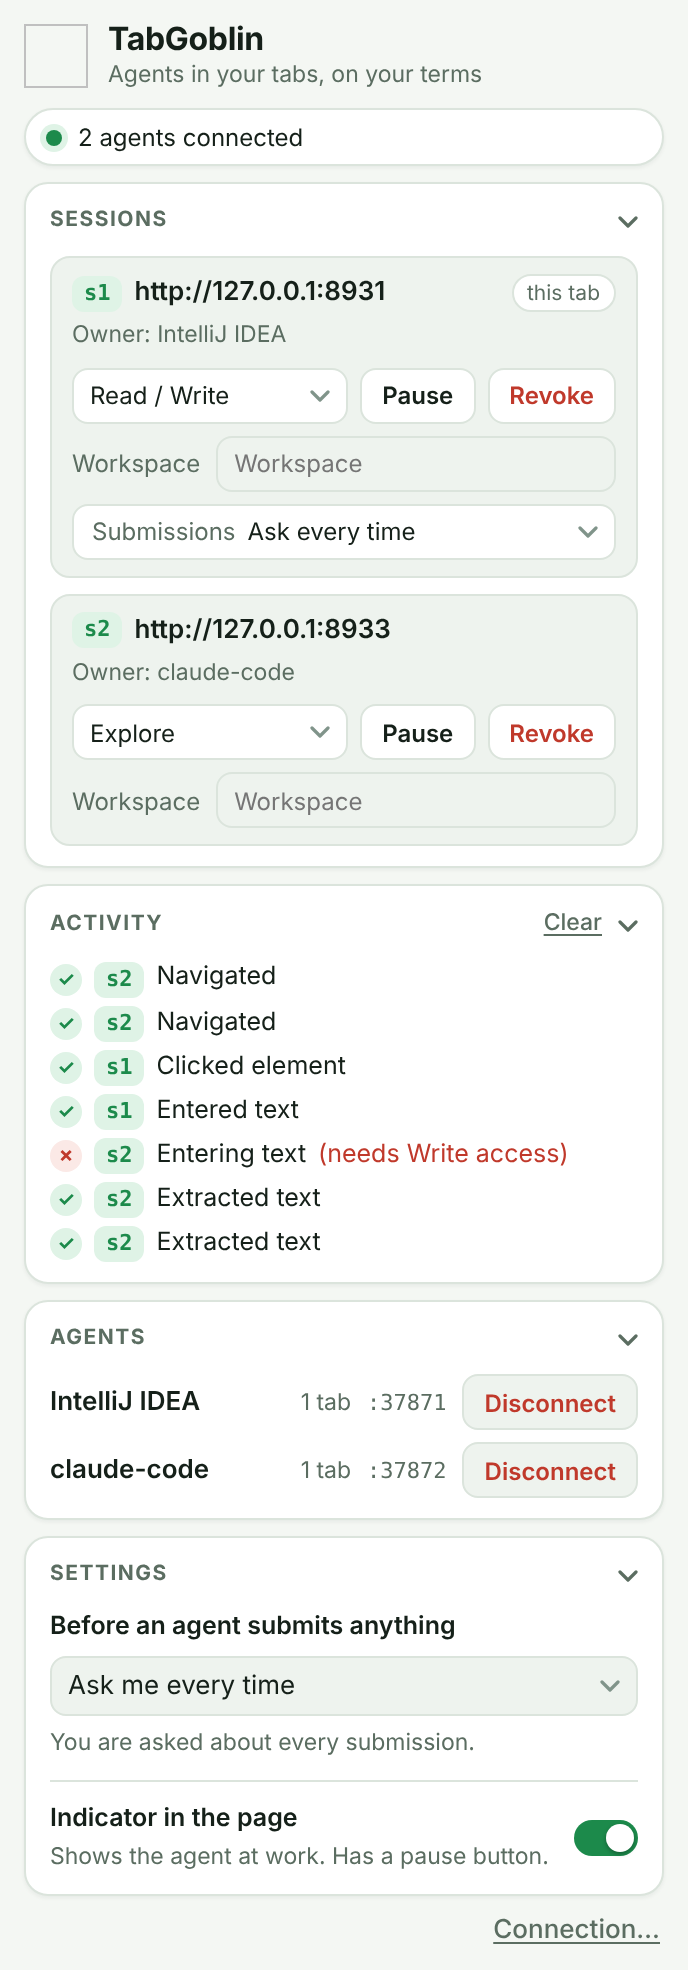 TabGoblin
Agents in your tabs, on your terms
2 agents connected
SESSIONS
s1 http://127.0.0.1:8931 this tab
Owner: IntelliJ IDEA
Read / Write Pause Revoke
Workspace Workspace
Submissions Ask every time
s2 http://127.0.0.1:8933
Owner: claude-code
Explore Pause Revoke
Workspace Workspace
ACTIVITY Clear
s2 Navigated
s2 Navigated
s1 Clicked element
s1 Entered text
s2 Entering text (needs Write access)
s2 Extracted text
s2 Extracted text
AGENTS
IntelliJ IDEA 1 tab :37871 Disconnect
claude-code 1 tab :37872 Disconnect
SETTINGS
Before an agent submits anything
Ask me every time
You are asked about every submission.
Indicator in the page
Shows the agent at work. Has a pause button.
Connection...